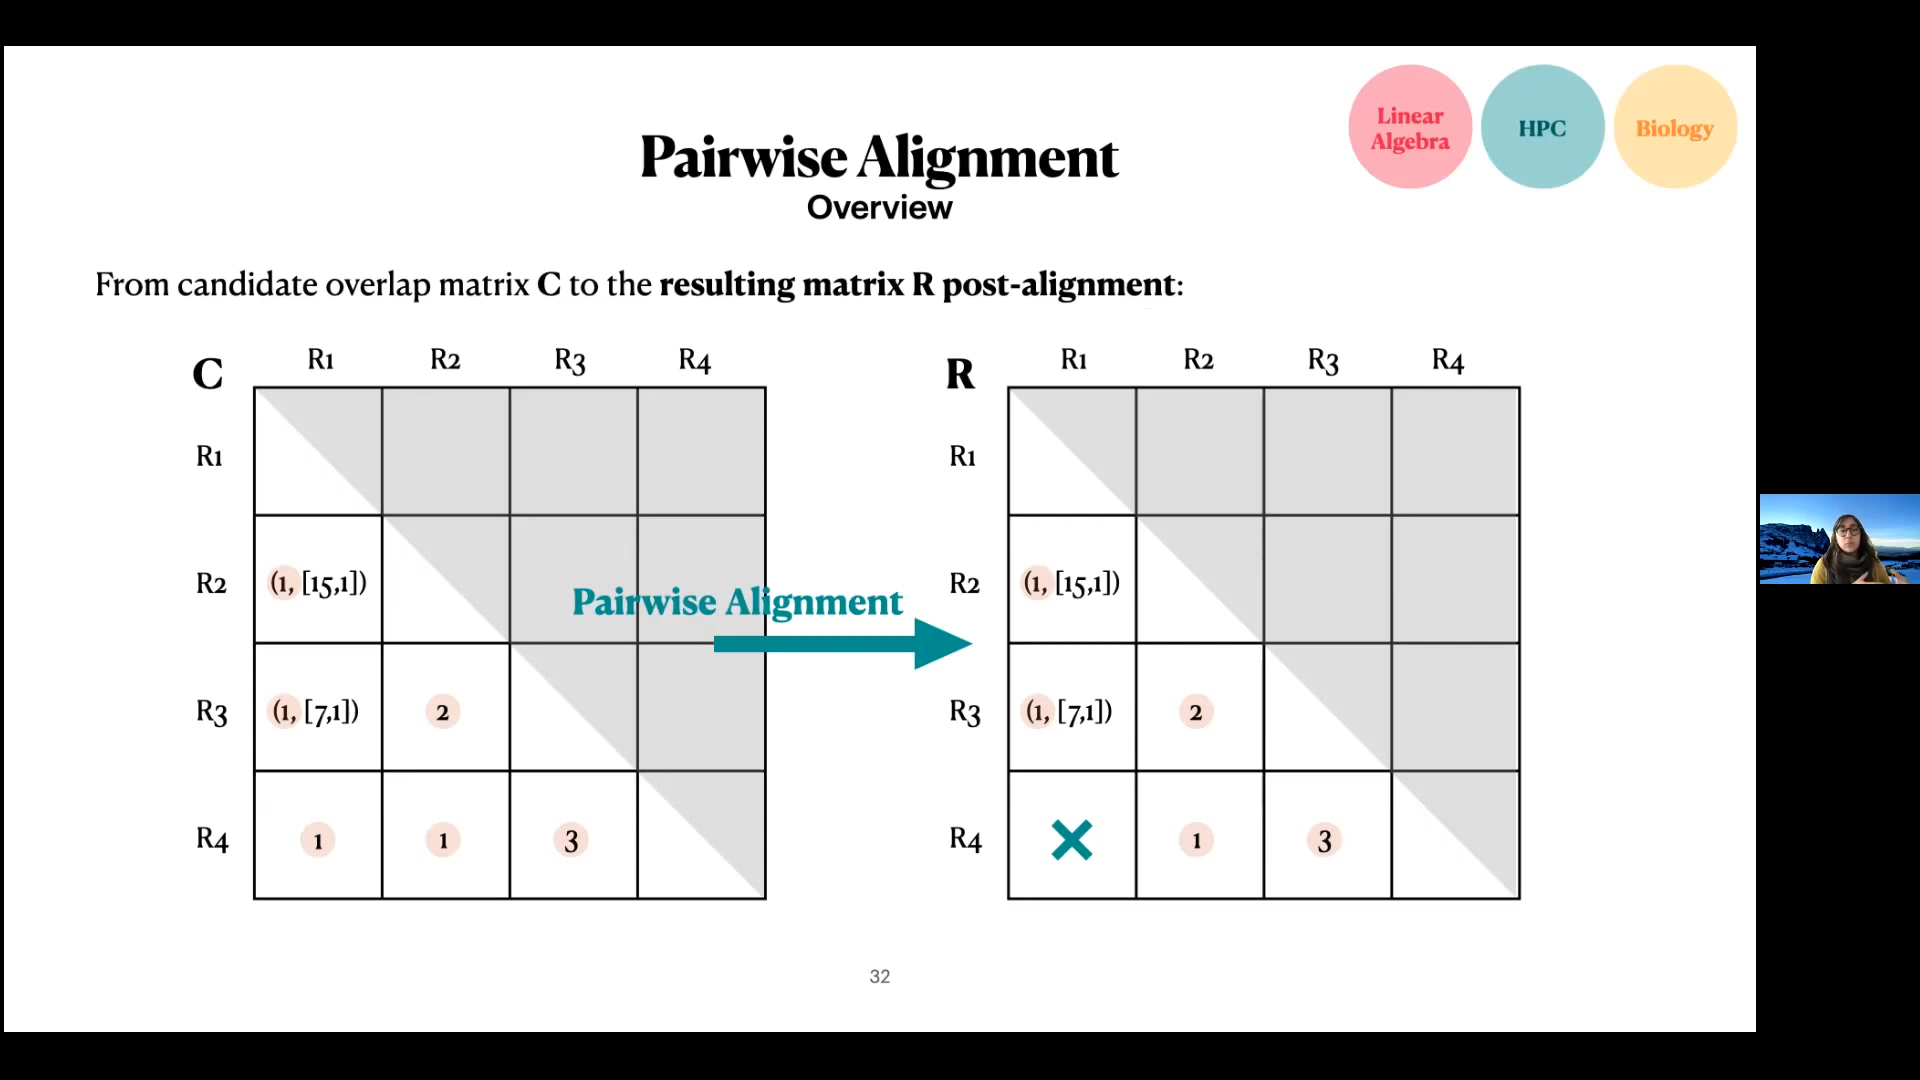 Linear
Algebra
HPC
Biology
Pairwise Alignment
Overview
From candidate overlap matrix C to the resulting matrix R post-alignment:
C R1 R2 R3 R4
R1
R2 (1, [15,1])
R3 (1, [7,1]) 2
R4 1 1 3
Pairwise Alignment
R R1 R2 R3 R4
R1
R2 (1, [15,1])
R3 (1, [7,1]) 2
R4 1 3
32